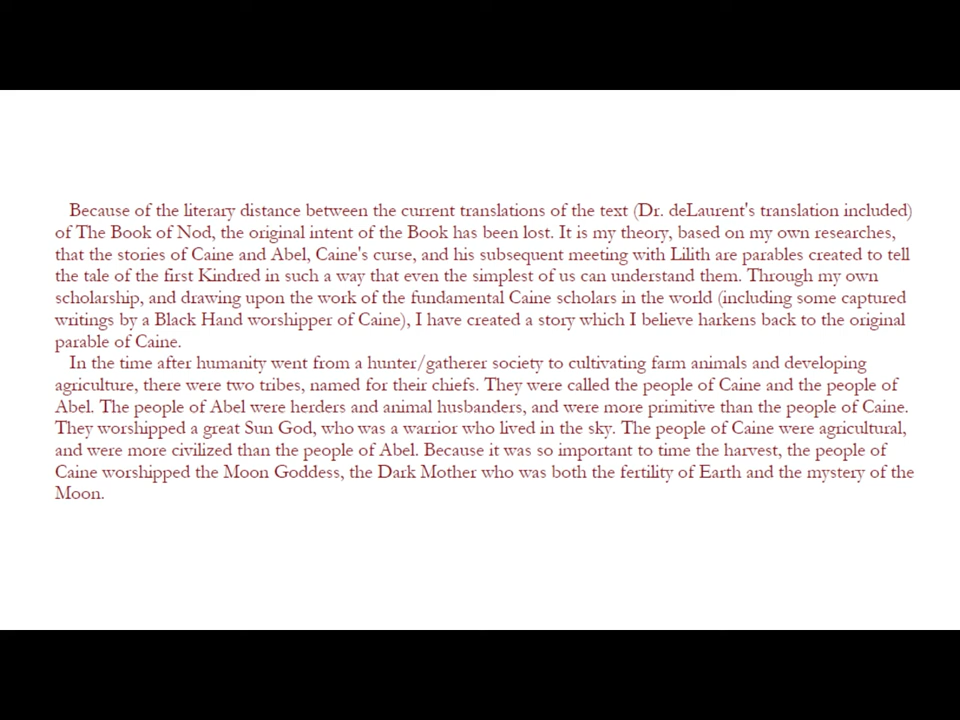 Because of the literary distance between the current translations of the text (Dr. deLaurent's translation included)
of The Book of Nod, the original intent of the Book has been lost. It is my theory, based on my own researches,
that the stories of Caine and Abel, Caine's curse, and his subsequent meeting with Lilith are parables created to tell
the tale of the first Kindred in such a way that even the simplest of us can understand them. Through my own
scholarship, and drawing upon the work of the fundamental Caine scholars in the world (including some captured
writings by a Black Hand worshipper of Caine), I have created a story which I believe harkens back to the original
parable of Caine.
In the time after humanity went from a hunter/gatherer society to cultivating farm animals and developing
agriculture, there were two tribes, named for their chiefs. They were called the people of Caine and the people of
Abel. The people of Abel were herders and animal husbanders, and were more primitive than the people of Caine.
They worshipped a great Sun God, who was a warrior who lived in the sky. The people of Caine were agricultural,
and were more civilized than the people of Abel. Because it was so important to time the harvest, the people of
Caine worshipped the Moon Goddess, the Dark Mother who was both the fertility of Earth and the mystery of the
Moon.